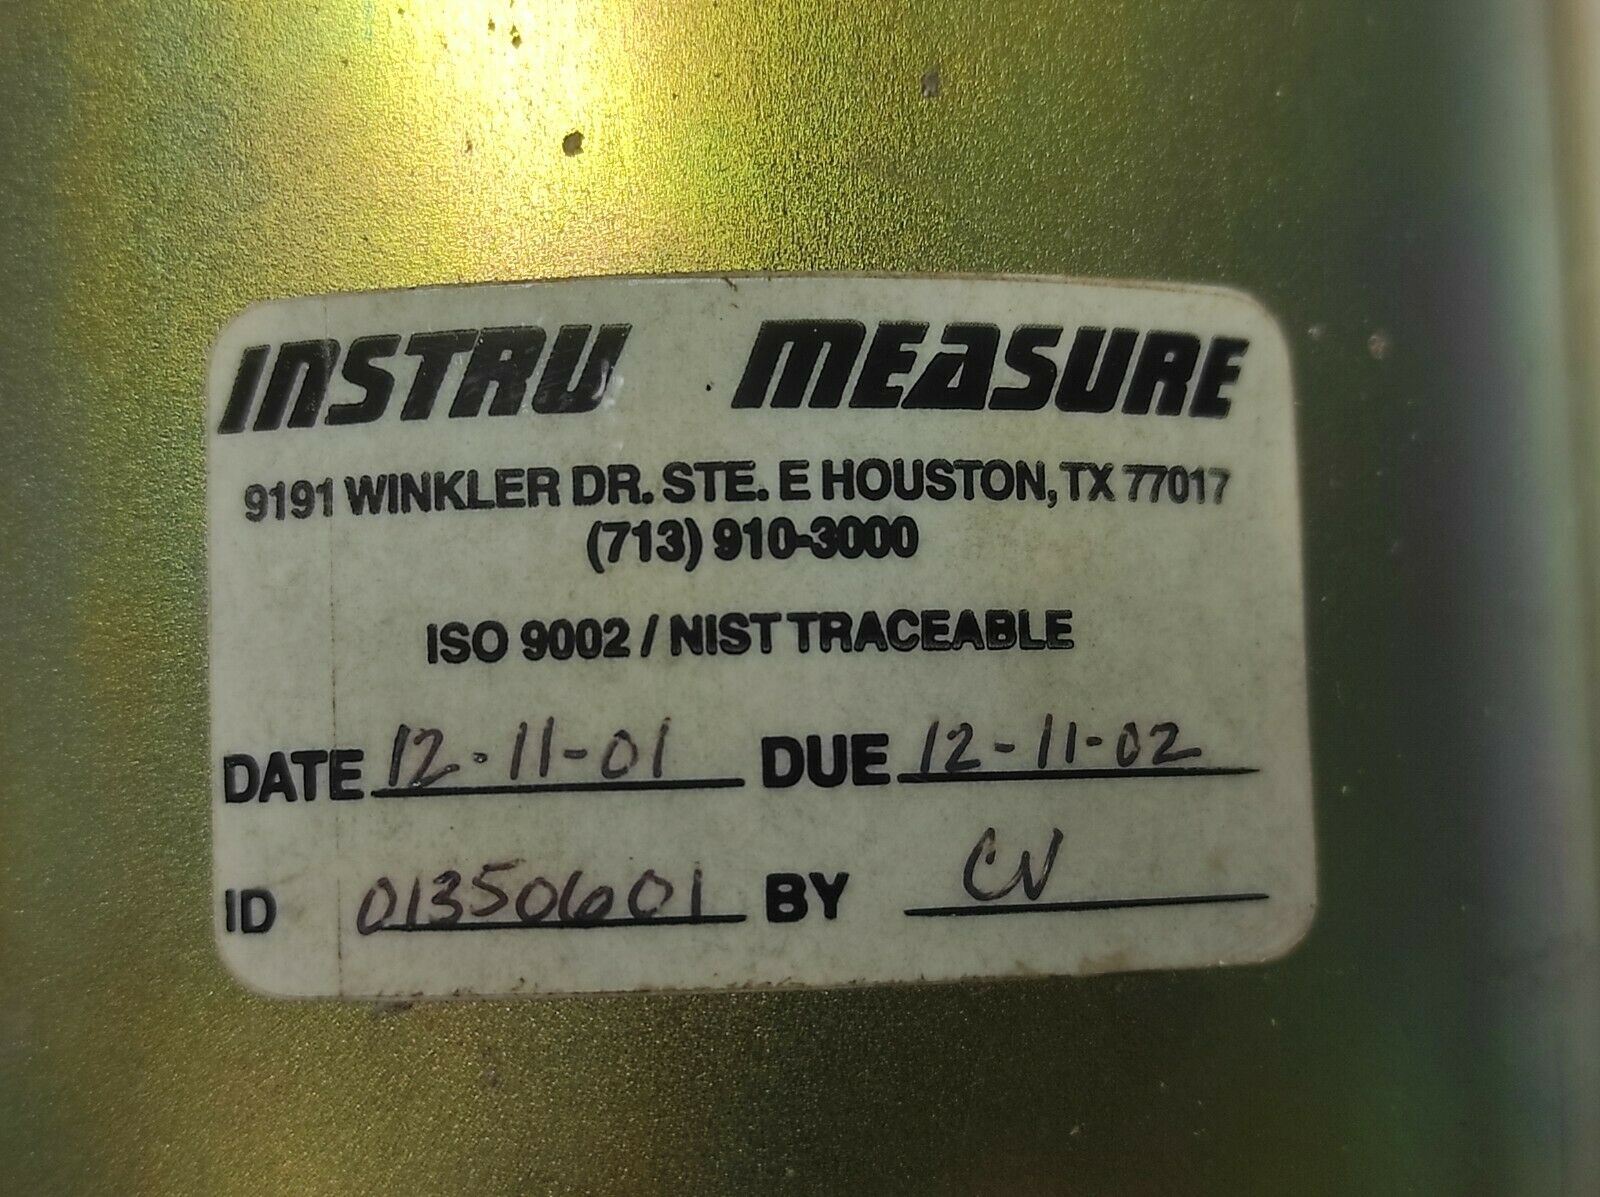 INSTRU MEASURE
9191 WINKLER DR. STE. E HOUSTON, TX 77017
(713) 910-3000
ISO 9002 / NIST TRACEABLE
DATE 12-11-01 DUE 12-11-02
ID 013506601 BY CV